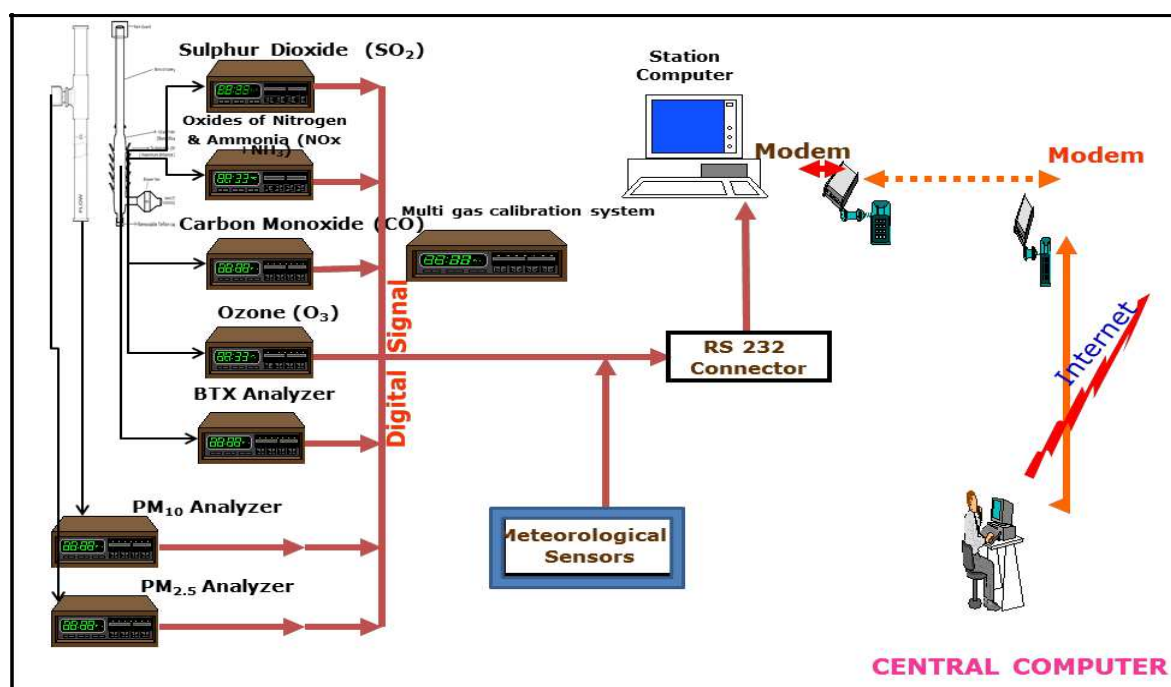 Sulphur Dioxide (SO₂)
Oxides of Nitrogen
& Ammonia (NOx
+NH₃)
Carbon Monoxide (CO)
Multi gas calibration system
Ozone (O₃)
BTX Analyzer
PM₁₀ Analyzer
PM₂.₅ Analyzer
FLOW
Digital Signal
Station
Computer
Modem
Modem
RS 232
Connector
Meteorological
Sensors
Internet
CENTRAL COMPUTER